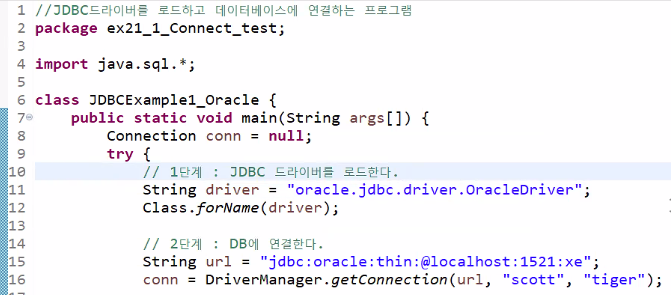 1 //JDBC드라이버를 로드하고 데이터베이스에 연결하는 프로그램
2 package ex21_1_Connect_test;
3
4 import java.sql.*;
5
6 class JDBCExample1_Oracle {
7 public static void main(String args[]) {
8 Connection conn = null;
9 try {
10 // 1단계 : JDBC 드라이버를 로드한다.
11 String driver = "oracle.jdbc.driver.OracleDriver";
12 Class.forName(driver);
13
14 // 2단계 : DB에 연결한다.
15 String url = "jdbc:oracle:thin:@localhost:1521:xe";
16 conn = DriverManager.getConnection(url, "scott", "tiger");